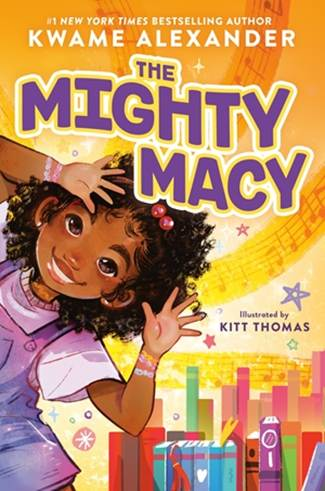 #1 NEW YORK TIMES BESTSELLING AUTHOR
KWAME ALEXANDER
THE
MIGHTY
MACY
Illustrated by
KITT THOMAS